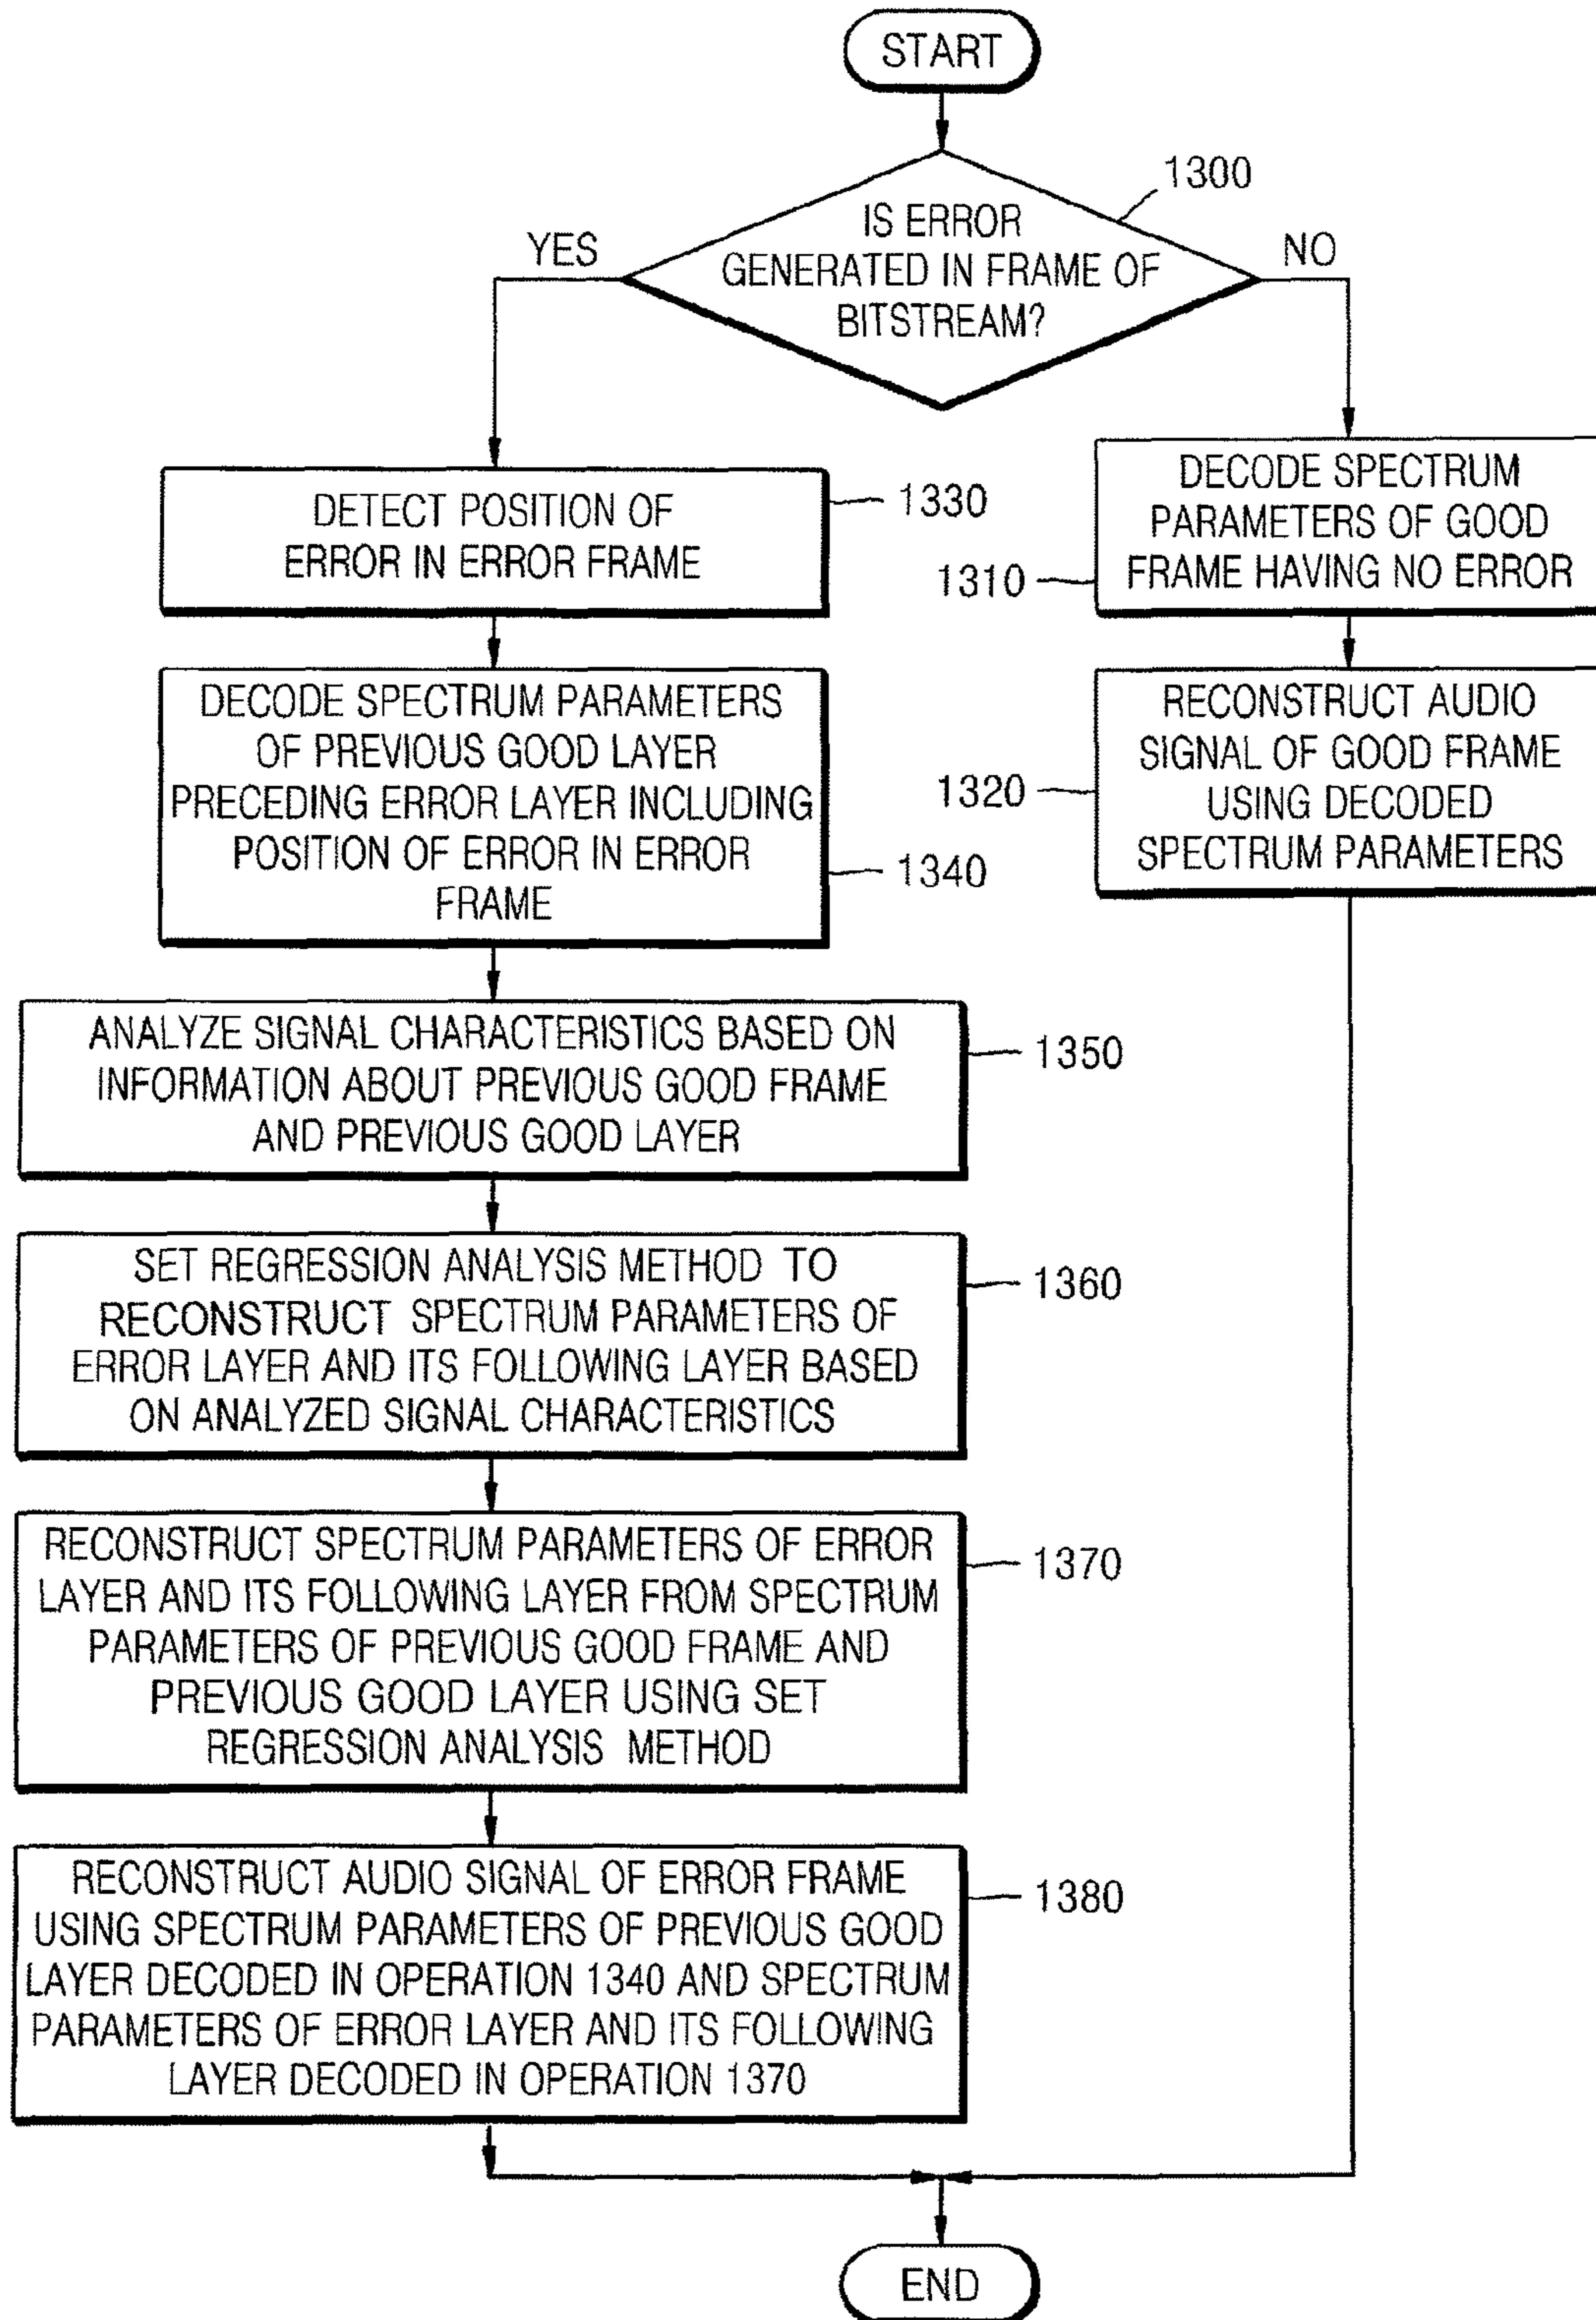 START
1300
IS ERROR
GENERATED IN FRAME OF
BITSTREAM?
YES
NO
DETECT POSITION OF
ERROR IN ERROR FRAME
1330
DECODE SPECTRUM
PARAMETERS OF GOOD
FRAME HAVING NO ERROR
1310
DECODE SPECTRUM PARAMETERS
OF PREVIOUS GOOD LAYER
PRECEDING ERROR LAYER INCLUDING
POSITION OF ERROR IN ERROR
FRAME
1340
RECONSTRUCT AUDIO
SIGNAL OF GOOD FRAME
USING DECODED
SPECTRUM PARAMETERS
1320
ANALYZE SIGNAL CHARACTERISTICS BASED ON
INFORMATION ABOUT PREVIOUS GOOD FRAME
AND PREVIOUS GOOD LAYER
1350
SET REGRESSION ANALYSIS METHOD TO
RECONSTRUCT SPECTRUM PARAMETERS OF
ERROR LAYER AND ITS FOLLOWING LAYER BASED
ON ANALYZED SIGNAL CHARACTERISTICS
1360
RECONSTRUCT SPECTRUM PARAMETERS OF ERROR
LAYER AND ITS FOLLOWING LAYER FROM SPECTRUM
PARAMETERS OF PREVIOUS GOOD FRAME AND
PREVIOUS GOOD LAYER USING SET
REGRESSION ANALYSIS METHOD
1370
RECONSTRUCT AUDIO SIGNAL OF ERROR FRAME
USING SPECTRUM PARAMETERS OF PREVIOUS GOOD
LAYER DECODED IN OPERATION 1340 AND SPECTRUM
PARAMETERS OF ERROR LAYER AND ITS FOLLOWING
LAYER DECODED IN OPERATION 1370
1380
END